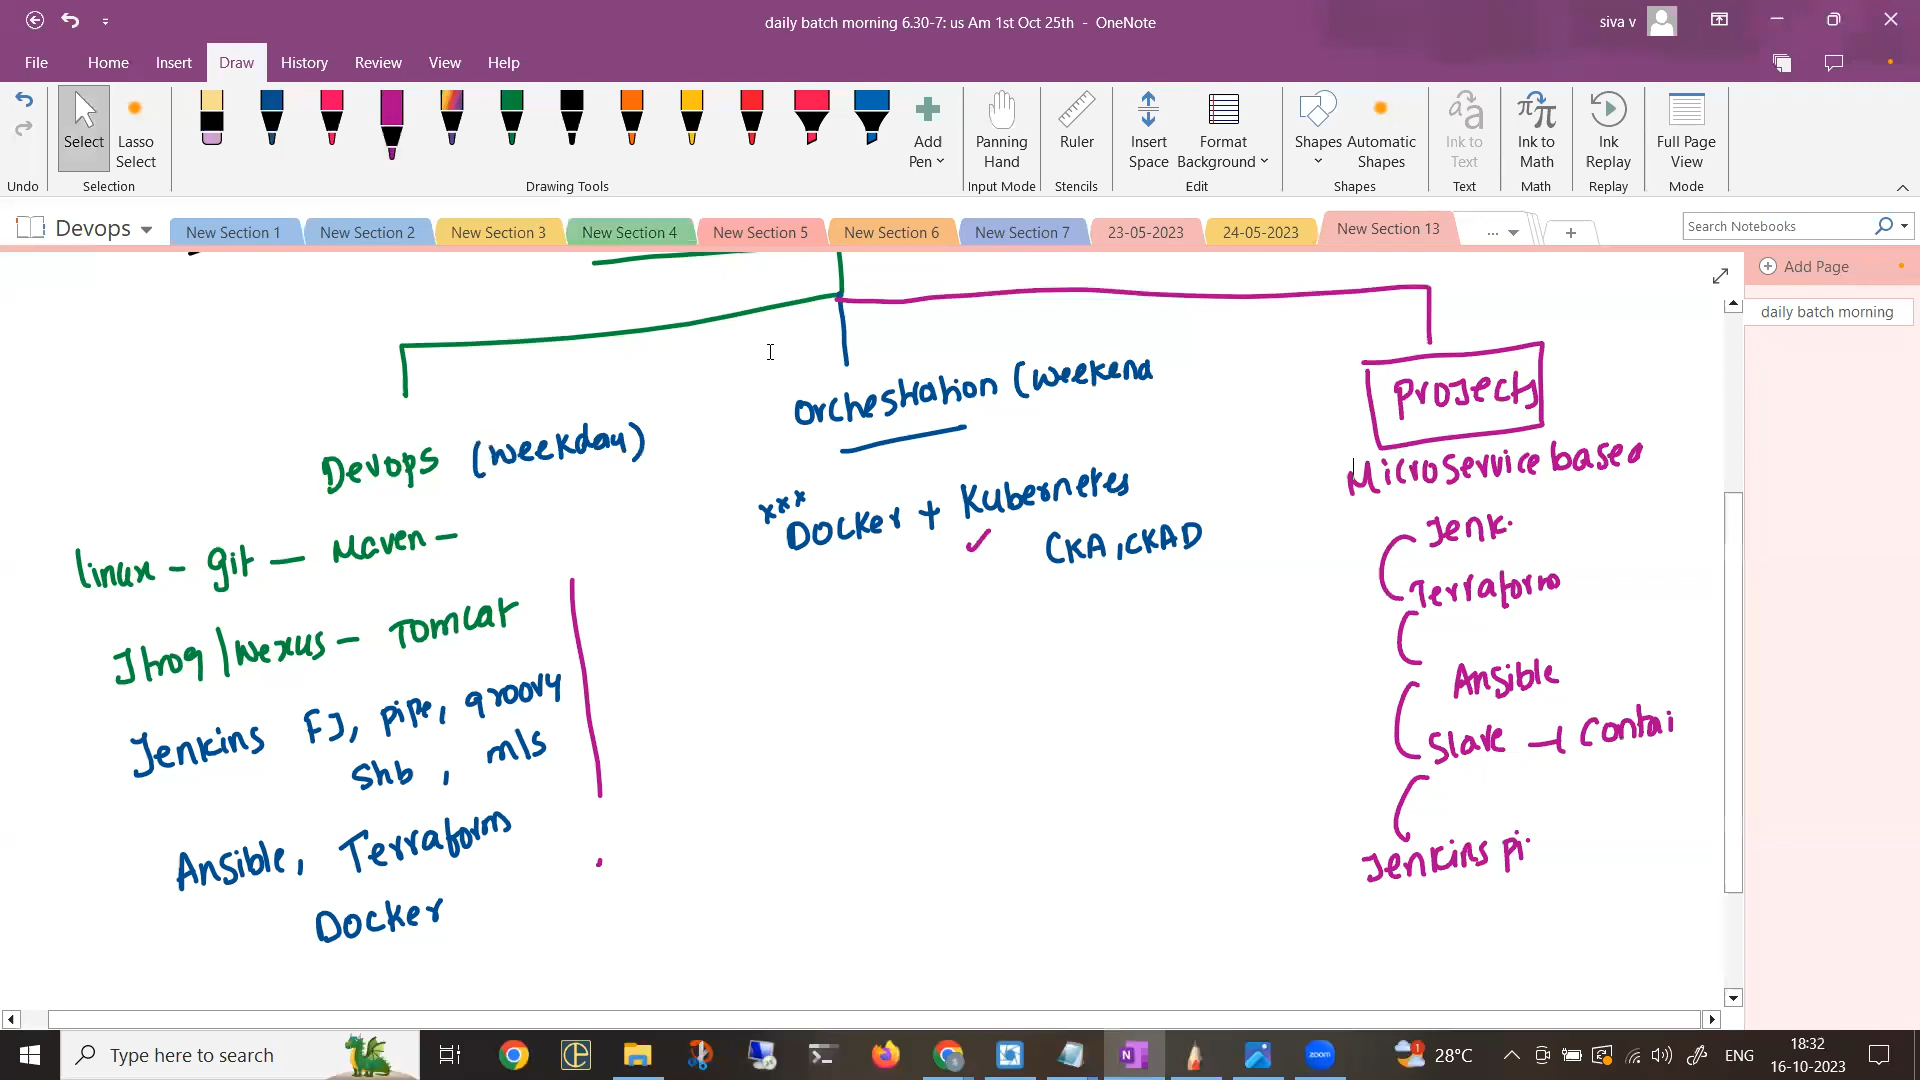 daily batch morning 6.30-7: us Am 1st Oct 25th - OneNote
siva v
File Home Insert Draw History Review View Help
Select
Lasso Select
Add Pen
Panning Hand
Ruler
Insert Space
Format Background
Shapes
Automatic Shapes
Ink to Text
Ink to Math
Ink Replay
Full Page View
Undo Selection Drawing Tools Input Mode Stencils Edit Shapes Text Math Replay Mode
Devops New Section 1 New Section 2 New Section 3 New Section 4 New Section 5 New Section 6 New Section 7 23-05-2023 24-05-2023 New Section 13 ... Search Notebooks
Add Page
daily batch morning
Devops (weekday)
linux - git - Maven -
Jfrog | Nexus - Tomcat
Jenkins FJ, pipe, groovy
Shb, mls
Ansible, Terraforms
Docker
Orchestration (weekend
*** Docker + Kubernetes
CKA, CKAD
Projects
Microservice based
Jenk.
Terraform
Ansible
Slave - Contai
Jenkins pi
Type here to search
zoom
28°C
ENG
18:32
16-10-2023